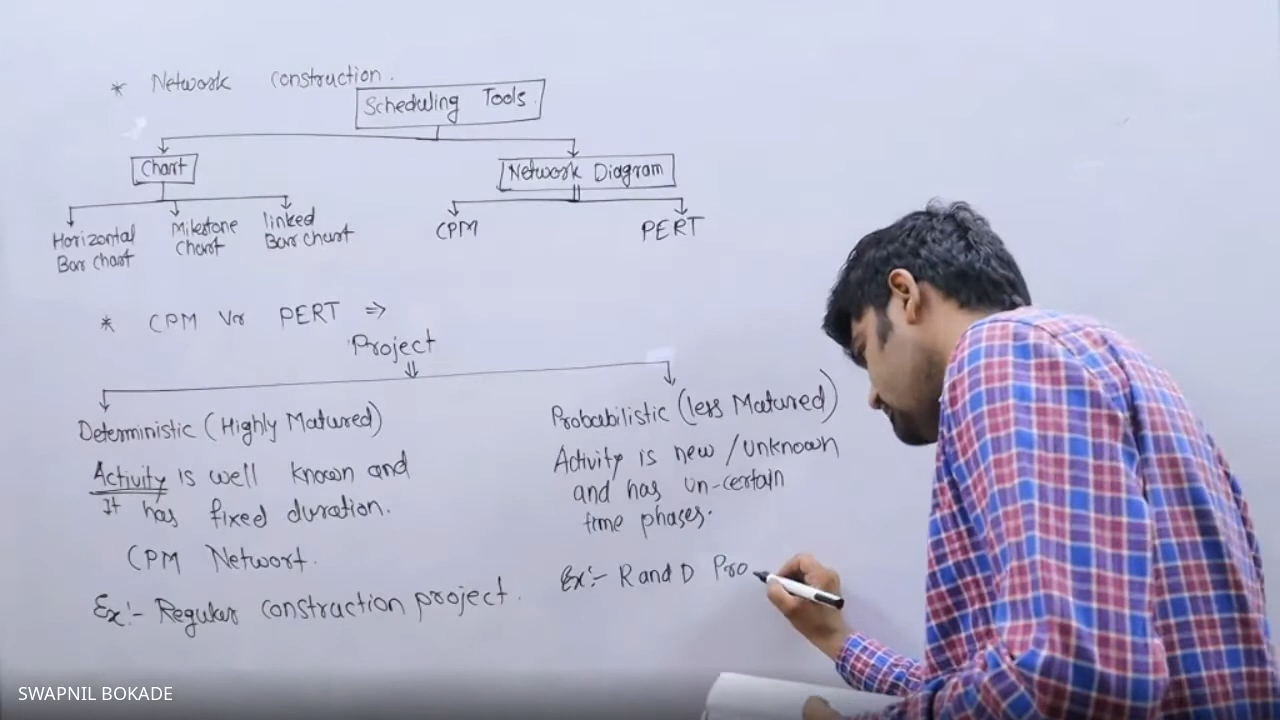 * Network construction.
Scheduling Tools.
Chart
Network Diagram
Horizontal
Bar chart
Milestone
Chart
linked
Bar chart
CPM
PERT
* CPM Vs PERT ⇒
Project
Deterministic (Highly Matured)
Activity is well known and
It has fixed duration.
CPM Networt.
Ex:- Regular construction project.
Probabilistic (less Matured)
Activity is new / unknown
and has un-certain
time phases.
Ex:- R and D Pro
SWAPNIL BOKADE